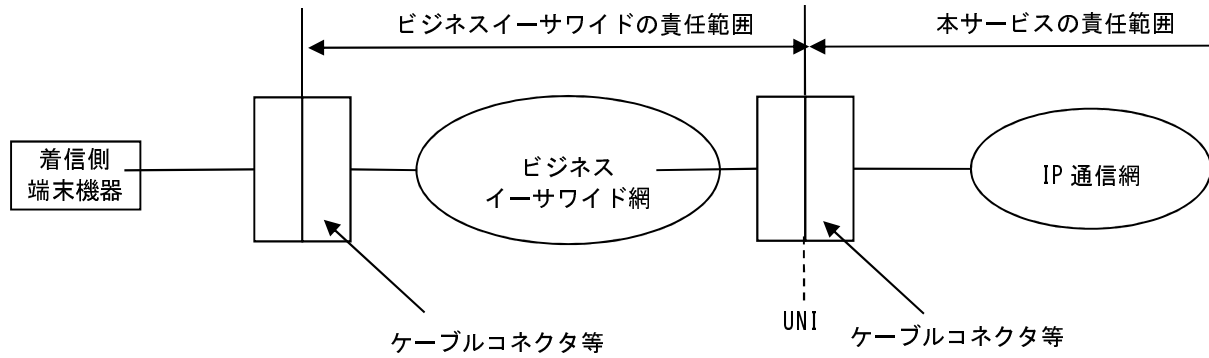 ビジネスイーサワイドの責任範囲
本サービスの責任範囲
着信側
端末機器
ビジネス
イーサワイド網
IP 通信網
UNI
ケーブルコネクタ等
ケーブルコネクタ等